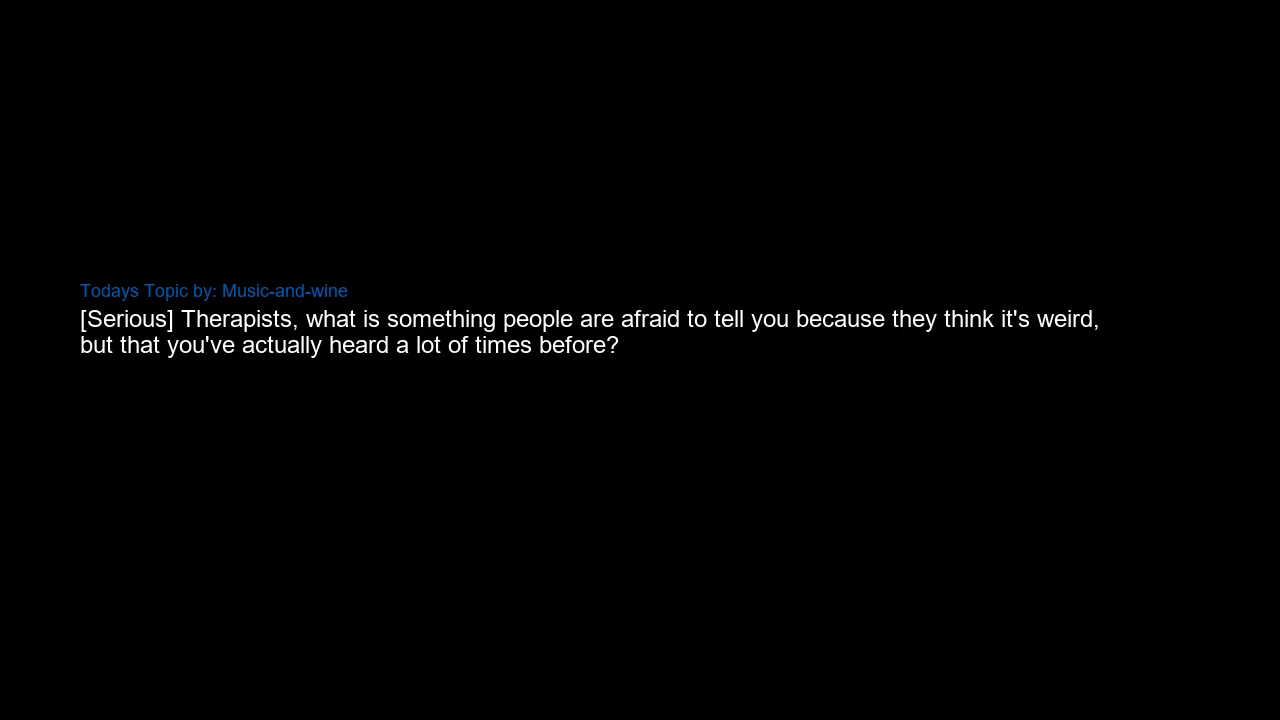 Todays Topic by: Music-and-wine
[Serious] Therapists, what is something people are afraid to tell you because they think it's weird,
but that you've actually heard a lot of times before?